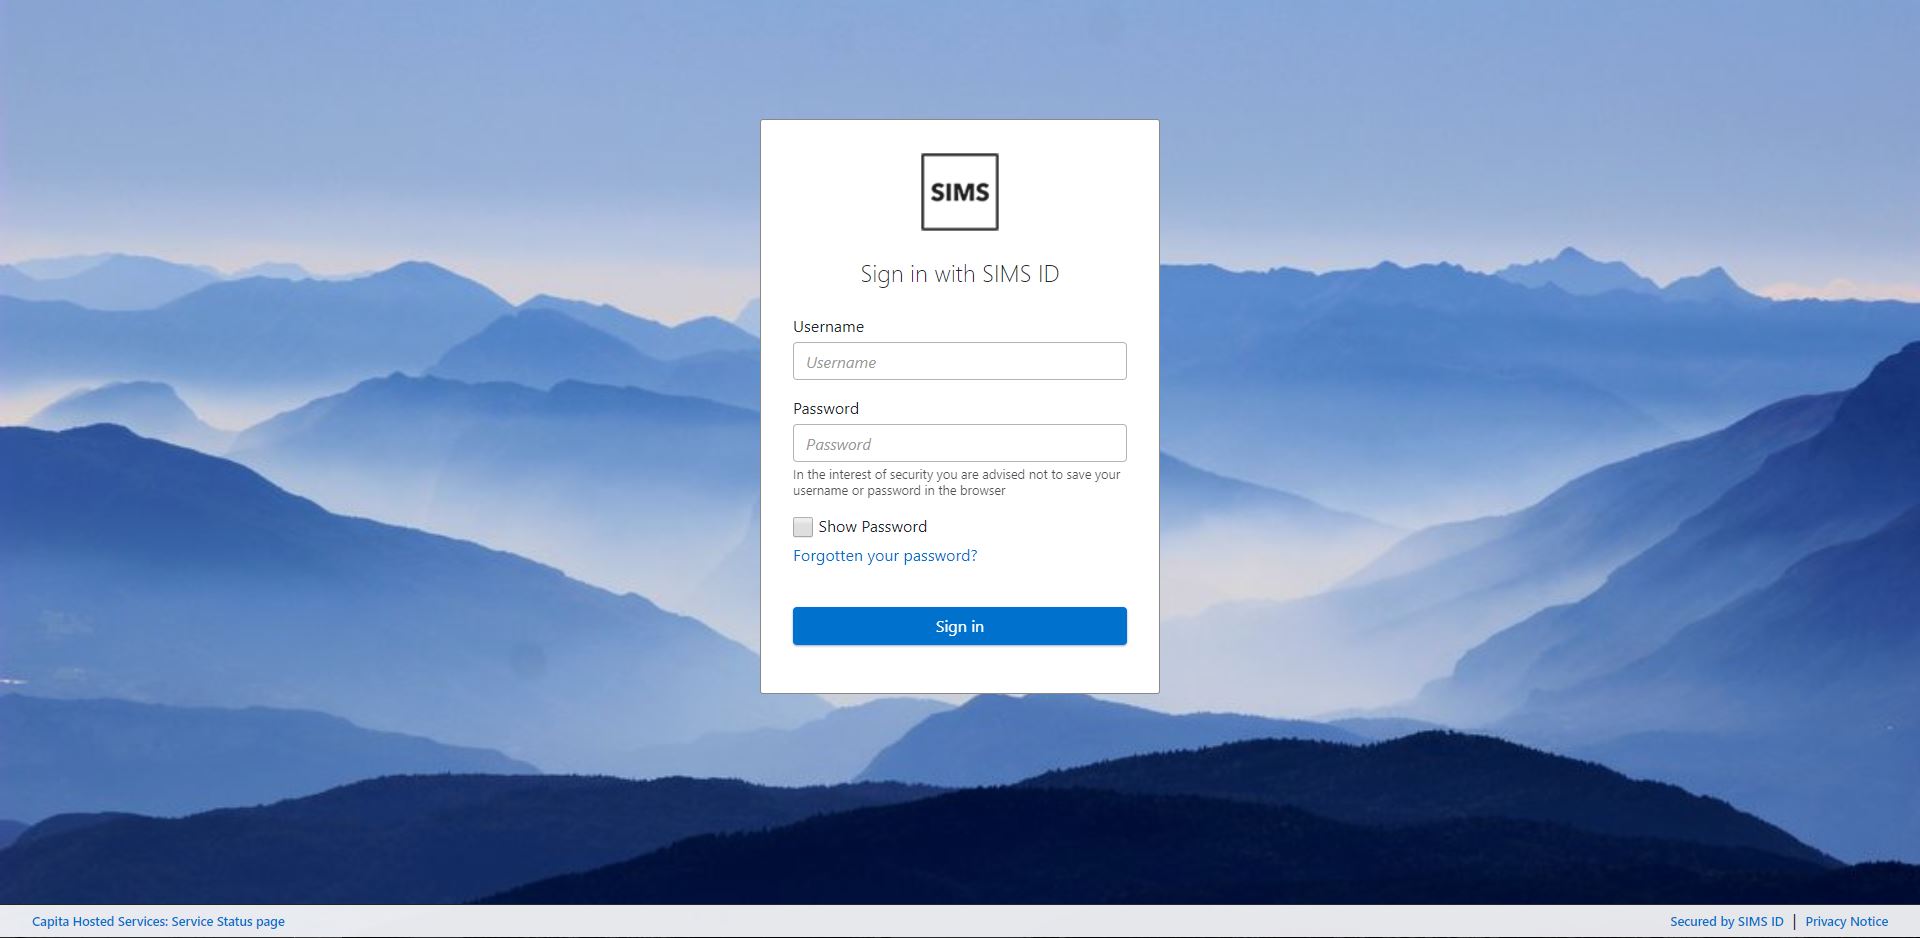 SIMS
Sign in with SIMS ID
Username
Username
Password
Password
In the interest of security you are advised not to save your
username or password in the browser
Show Password
Forgotten your password?
Sign in
Capita Hosted Services: Service Status page
Secured by SIMS ID | Privacy Notice